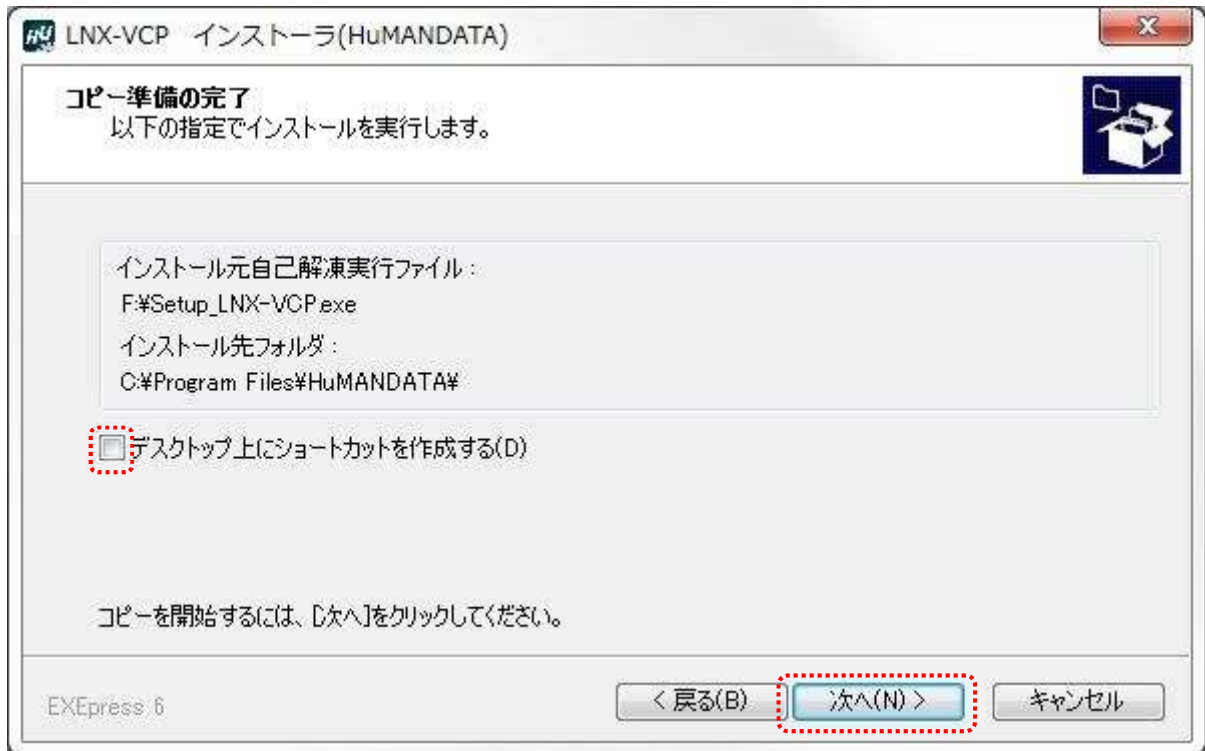 LNX-VCP インストーラ(HuMANDATA)
コピー準備の完了
以下の指定でインストールを実行します。
インストール元自己解凍実行ファイル:
F:¥Setup_LNX-VCP.exe
インストール先フォルダ:
C:¥Program Files¥HuMANDATA¥
デスクトップ上にショートカットを作成する(D)
コピーを開始するには、[次へ]をクリックしてください。
EXEpress 6
< 戻る(B)
次へ(N) >
キャンセル